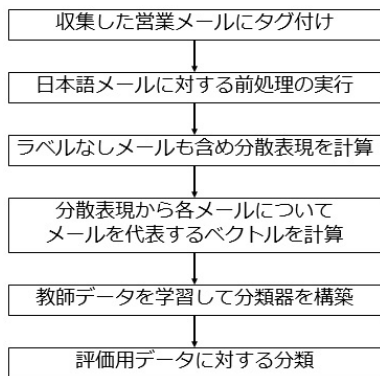 収集した営業メールにタグ付け
日本語メールに対する前処理の実行
ラベルなしメールも含め分散表現を計算
分散表現から各メールについて
メールを代表するベクトルを計算
教師データを学習して分類器を構築
評価用データに対する分類